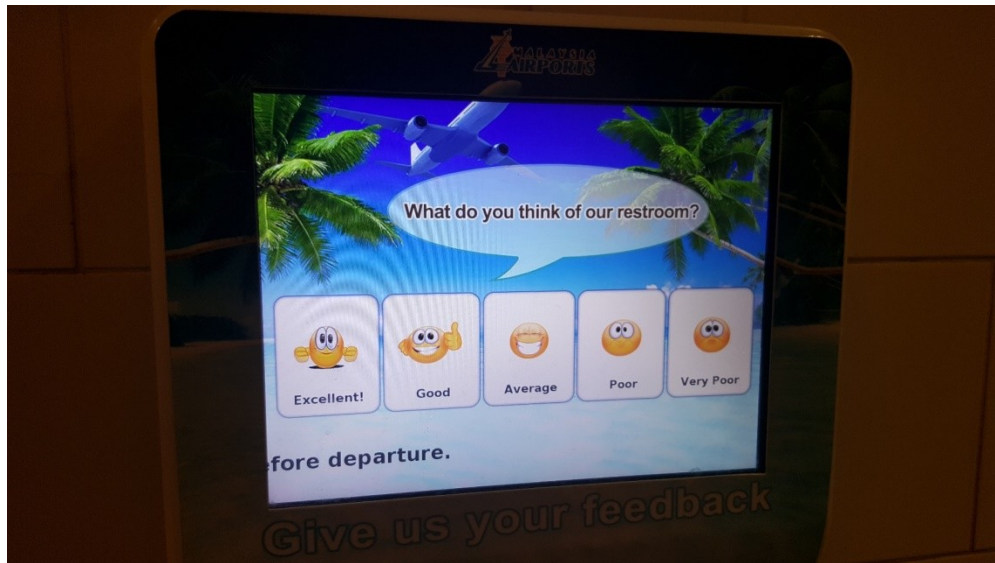 MALAYSIA
AIRPORTS
What do you think of our restroom?
Excellent!
Good
Average
Poor
Very Poor
efore departure.
Give us your feedback